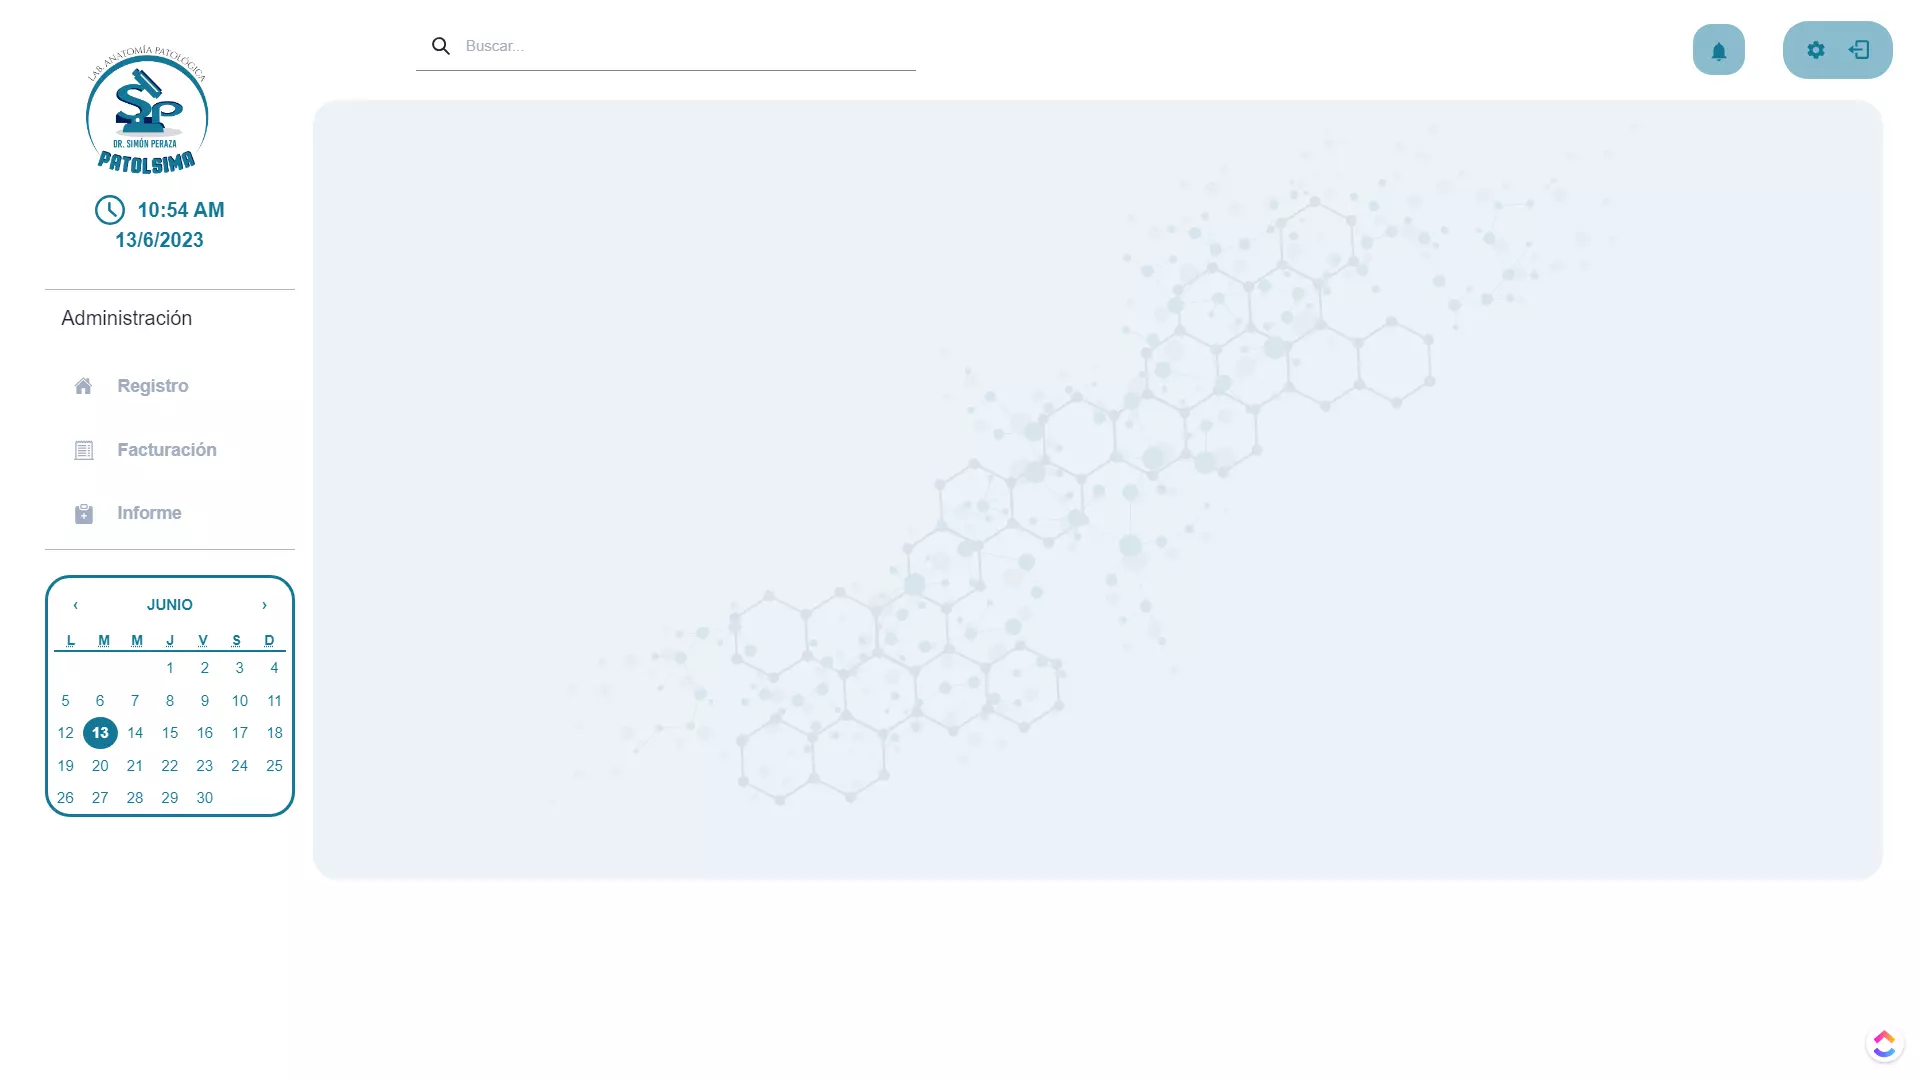 LAB. ANATOMÍA PATOLÓGICA
SP
DR. SIMÓN PERAZA
PATOLSIMA
10:54 AM
13/6/2023
Buscar...
Administración
Registro
Facturación
Informe
‹ JUNIO ›
L M M J V S D
1 2 3 4
5 6 7 8 9 10 11
12 13 14 15 16 17 18
19 20 21 22 23 24 25
26 27 28 29 30